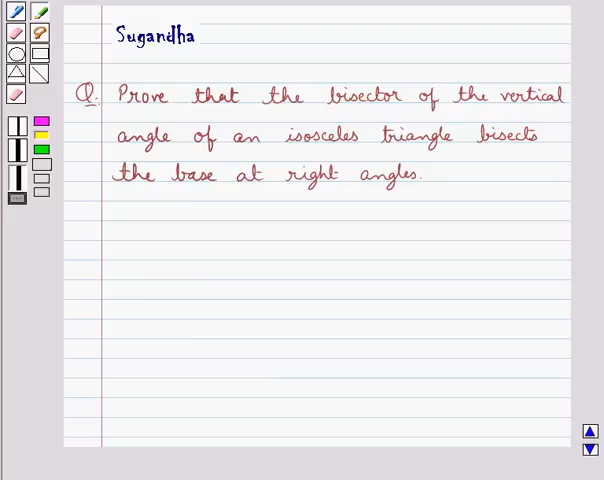 Sugandha
Q. Prove that the bisector of the vertical
angle of an isosceles triangle bisects
the base at right angles.